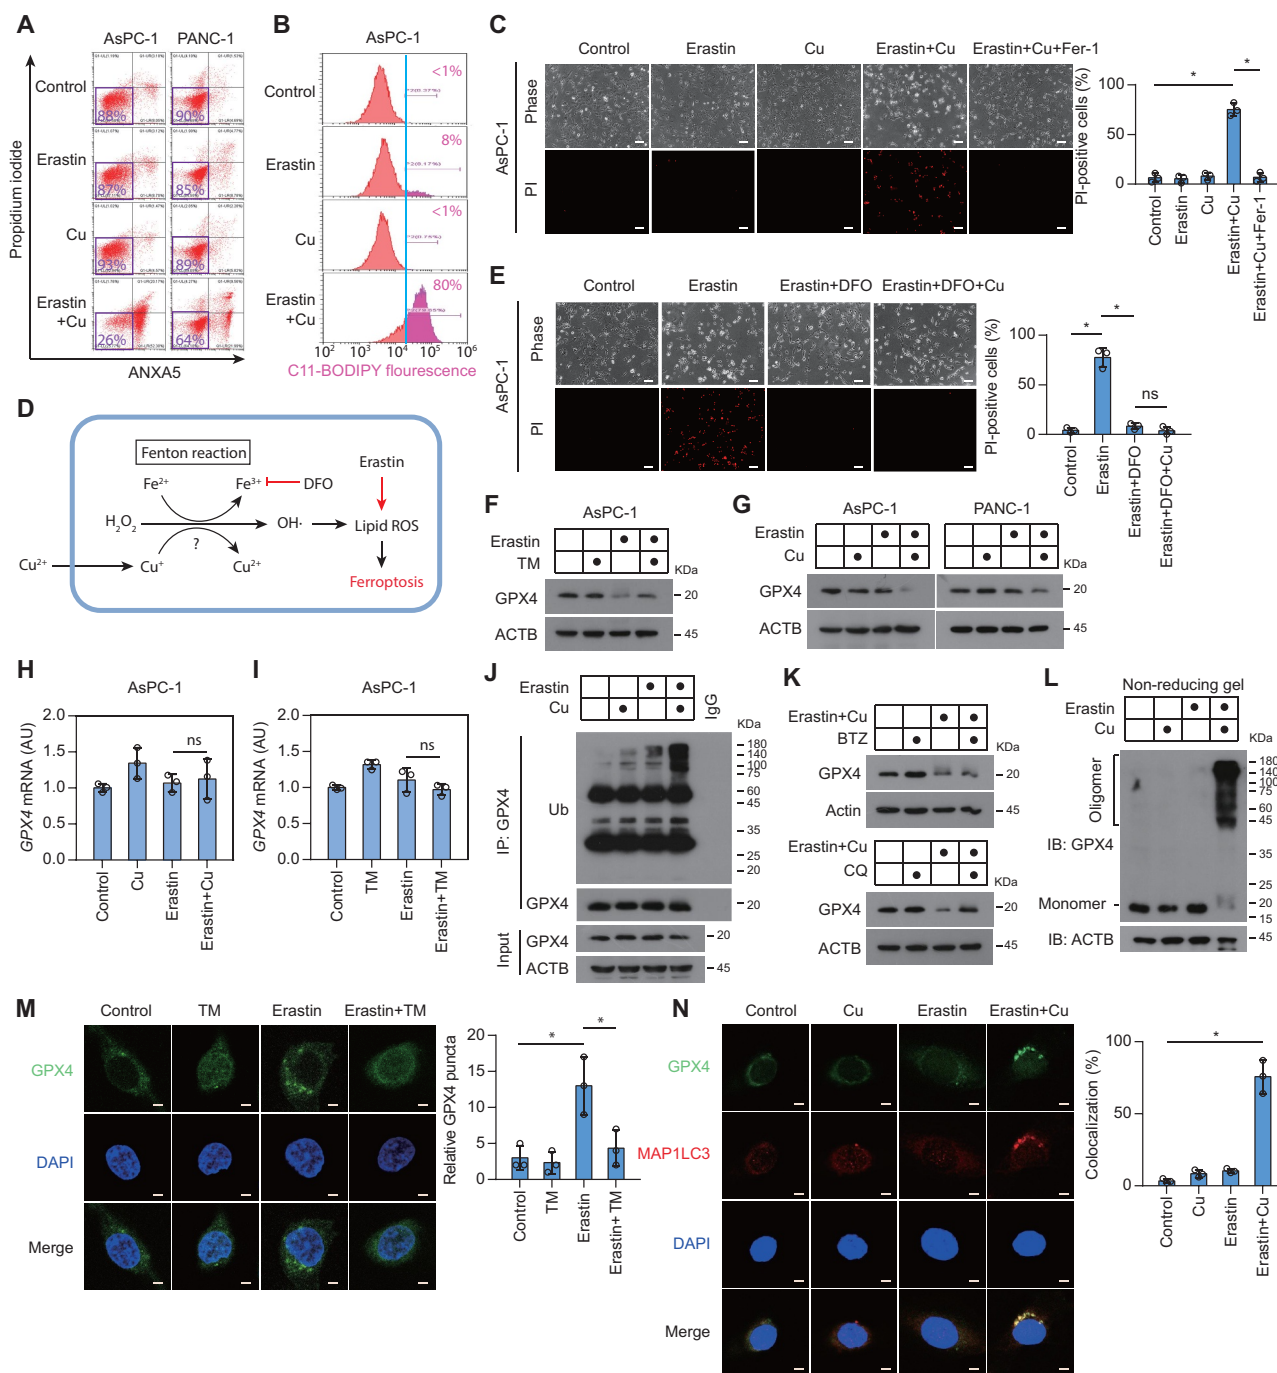 A
AsPC-1
PANC-1
Propidium iodide
Control
88%
90%
Erastin
87%
85%
Cu
93%
89%
Erastin
+Cu
26%
64%
ANXA5
B
AsPC-1
Control
<1%
Erastin
8%
Cu
<1%
Erastin
+Cu
80%
10² 10³ 10⁴ 10⁵ 10⁶
C11-BODIPY flourescence
C
Control
Erastin
Cu
Erastin+Cu
Erastin+Cu+Fer-1
AsPC-1
Phase
PI
PI-positive cells (%)
100
50
0
*
*
Control
Erastin
Cu
Erastin+Cu
Erastin+Cu+Fer-1
D
Fenton reaction
Erastin
Fe²⁺
Fe³⁺
DFO
H₂O₂
OH·
Lipid ROS
?
Cu²⁺
Cu⁺
Cu²⁺
Ferroptosis
E
Control
Erastin
Erastin+DFO
Erastin+DFO+Cu
AsPC-1
Phase
PI
PI-positive cells (%)
100
50
0
*
*
ns
Control
Erastin
Erastin+DFO
Erastin+DFO+Cu
F
AsPC-1
Erastin
TM
KDa
GPX4
20
ACTB
45
G
AsPC-1
PANC-1
Erastin
Cu
KDa
GPX4
20
ACTB
45
H
AsPC-1
GPX4 mRNA (AU)
2.0
1.5
1.0
0.5
0.0
ns
Control
Cu
Erastin
Erastin+Cu
I
AsPC-1
GPX4 mRNA (AU)
2.0
1.5
1.0
0.5
0.0
ns
Control
TM
Erastin
Erastin+TM
J
Erastin
Cu
IgG
KDa
IP: GPX4
Ub
180
140
100
75
60
45
35
25
20
GPX4
20
Input
GPX4
20
ACTB
45
K
Erastin+Cu
BTZ
KDa
GPX4
20
Actin
45
Erastin+Cu
CQ
KDa
GPX4
20
ACTB
45
L
Non-reducing gel
Erastin
Cu
KDa
Oligomer
180
140
100
75
60
45
35
25
20
15
IB: GPX4
Monomer
IB: ACTB
45
M
Control
TM
Erastin
Erastin+TM
GPX4
DAPI
Merge
Relative GPX4 puncta
20
15
10
5
0
*
*
Control
TM
Erastin
Erastin+TM
N
Control
Cu
Erastin
Erastin+Cu
GPX4
MAP1LC3
DAPI
Merge
Colocalization (%)
100
50
0
*
Control
Cu
Erastin
Erastin+Cu